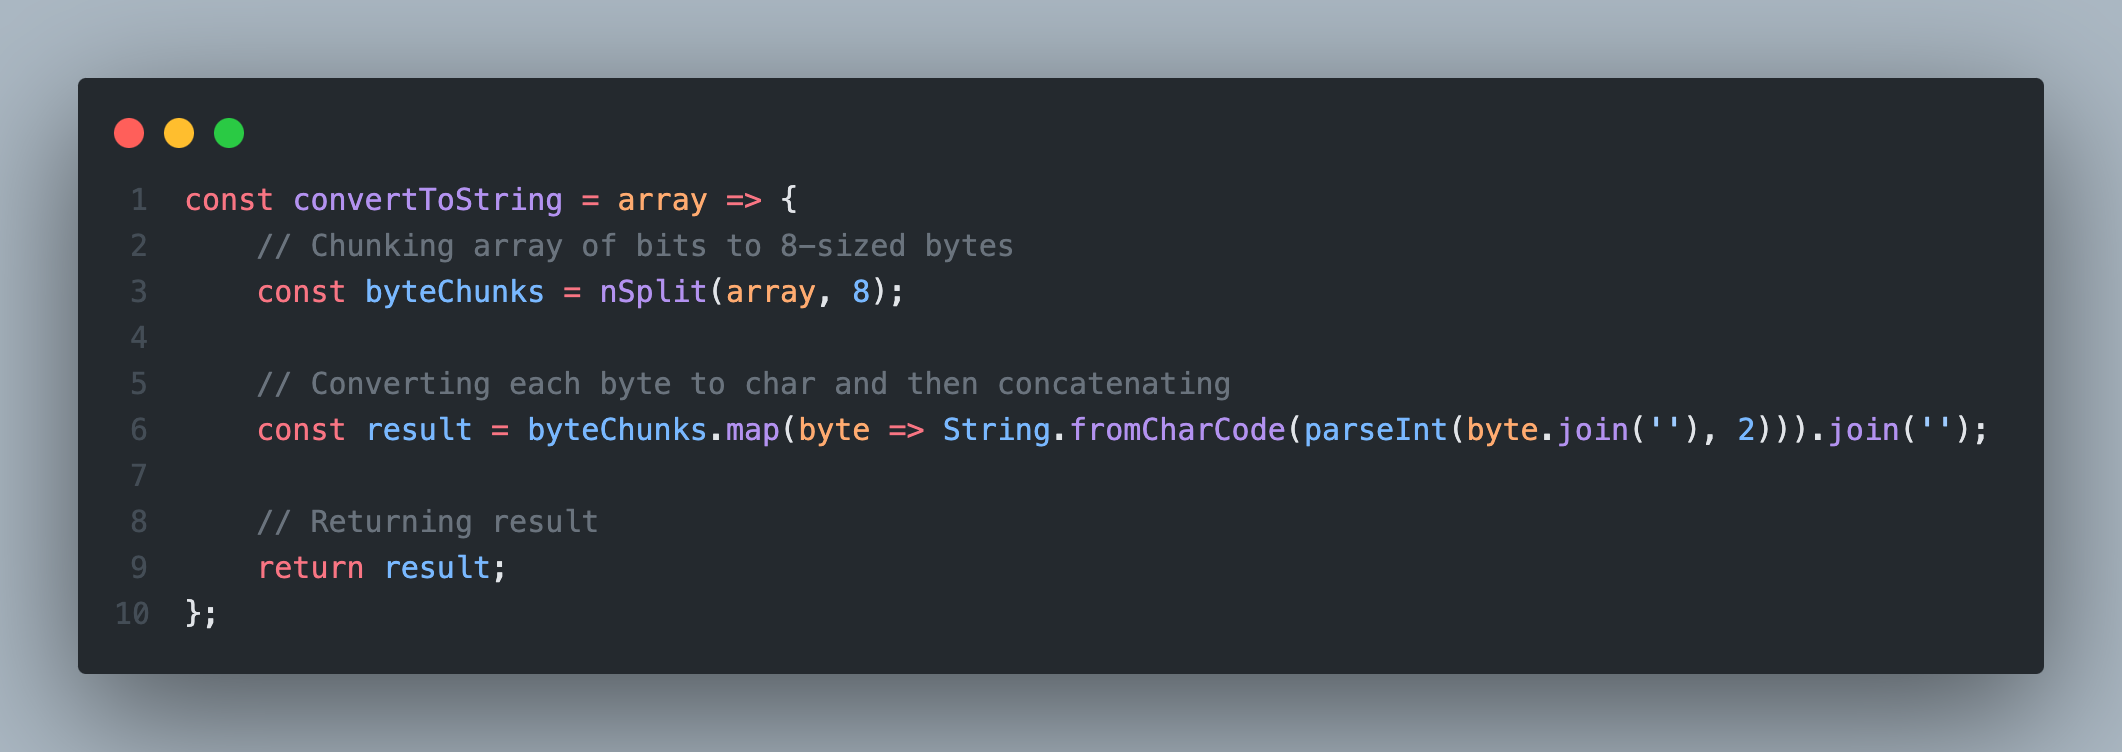 1 const convertToString = array => {
2     // Chunking array of bits to 8-sized bytes
3     const byteChunks = nSplit(array, 8);
4
5     // Converting each byte to char and then concatenating
6     const result = byteChunks.map(byte => String.fromCharCode(parseInt(byte.join(''), 2))).join('');
7
8     // Returning result
9     return result;
10 };